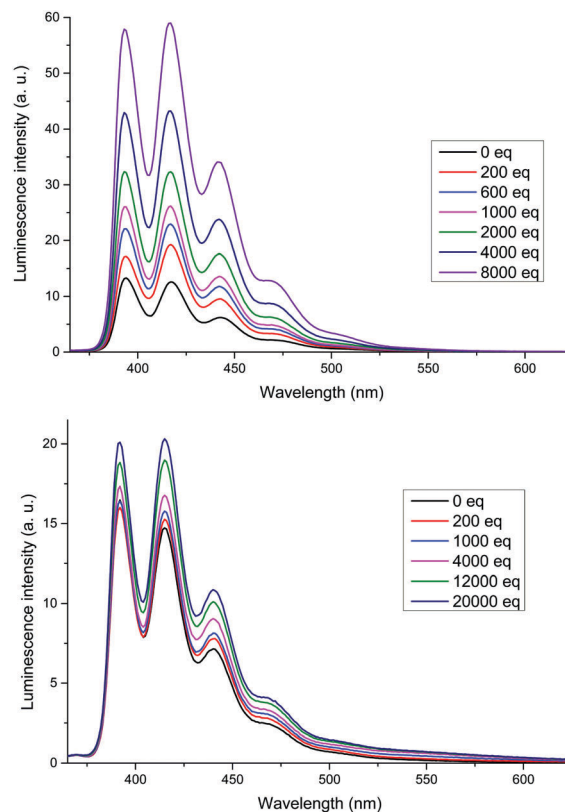 60
50
40
30
20
10
0
Luminescence intensity (a. u.)
0 eq
200 eq
600 eq
1000 eq
2000 eq
4000 eq
8000 eq
400 450 500 550 600
Wavelength (nm)
20
15
10
5
0
Luminescence intensity (a. u.)
0 eq
200 eq
1000 eq
4000 eq
12000 eq
20000 eq
400 450 500 550 600
Wavelength (nm)